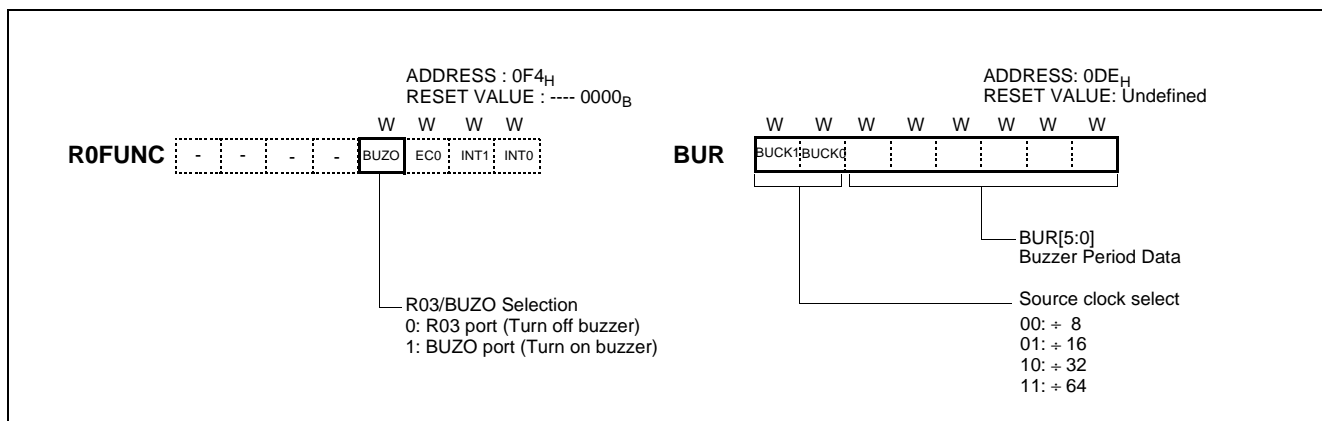 ADDRESS : 0F4H
RESET VALUE : ---- 0000B
W W W W
R0FUNC - - - - BUZO EC0 INT1 INT0
R03/BUZO Selection
0: R03 port (Turn off buzzer)
1: BUZO port (Turn on buzzer)
ADDRESS: 0DEH
RESET VALUE: Undefined
W W W W W W W W
BUR BUCK1 BUCK0
BUR[5:0]
Buzzer Period Data
Source clock select
00: ÷ 8
01: ÷ 16
10: ÷ 32
11: ÷ 64